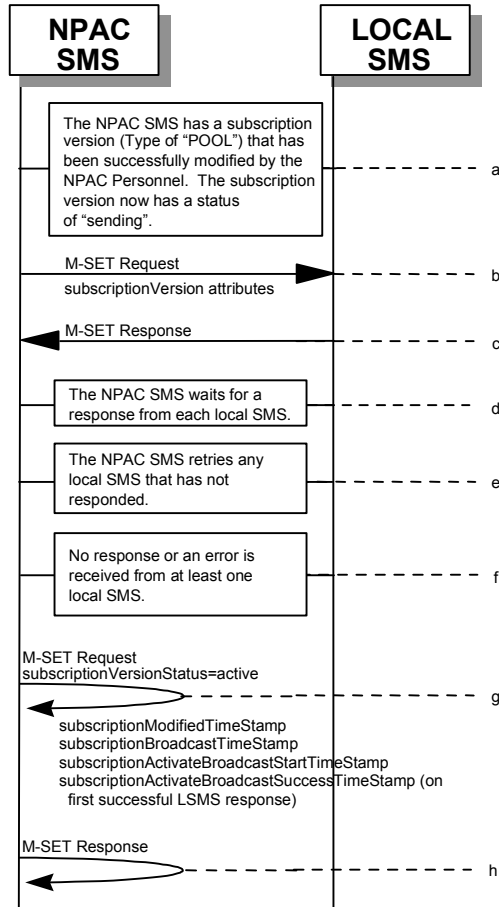 NPAC
SMS
LOCAL
SMS
The NPAC SMS has a subscription
version (Type of “POOL”) that has
been successfully modified by the
NPAC Personnel.  The subscription
version now has a status
of “sending”.
a
M-SET Request
subscriptionVersion attributes
b
M-SET Response
c
The NPAC SMS waits for a
response from each local SMS.
d
The NPAC SMS retries any
local SMS that has not
responded.
e
No response or an error is
received from at least one
local SMS.
f
M-SET Request
subscriptionVersionStatus=active
g
subscriptionModifiedTimeStamp
subscriptionBroadcastTimeStamp
subscriptionActivateBroadcastStartTimeStamp
subscriptionActivateBroadcastSuccessTimeStamp (on
first successful LSMS response)
M-SET Response
h